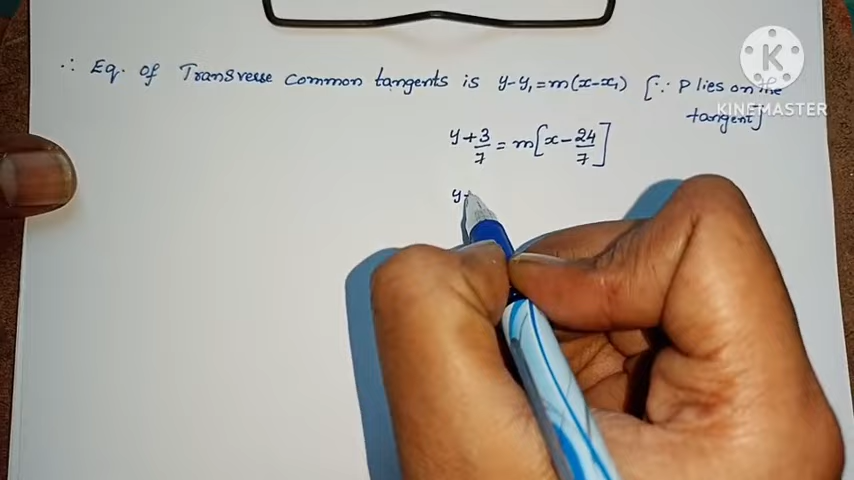 ∴ Eq. of Transverse common tangents is y-y₁=m(x-x₁) [∵ P lies on the
tangent]
y+3/7 = m[x-24/7]
y-
K
KINEMASTER